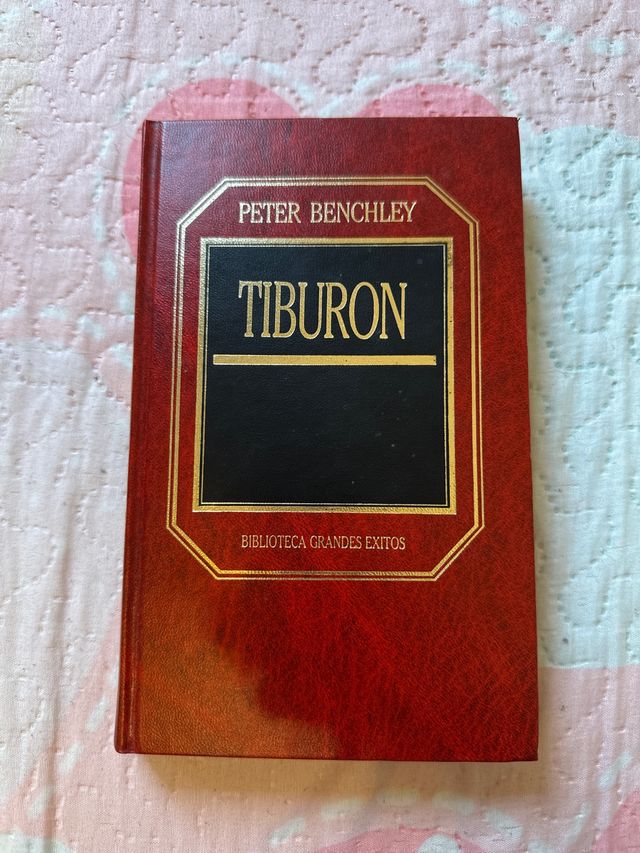 PETER BENCHLEY
TIBURON
BIBLIOTECA GRANDES EXITOS